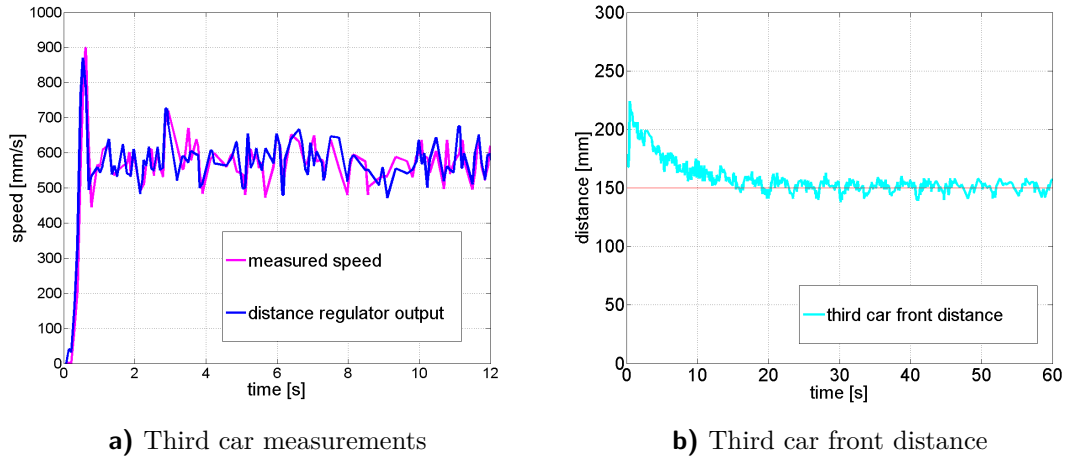 1000
900
800
700
600
500
400
300
200
100
0
0 2 4 6 8 10 12
speed [mm/s]
time [s]
measured speed
distance regulator output
a) Third car measurements
300
250
200
150
100
50
0
0 10 20 30 40 50 60
distance [mm]
time [s]
third car front distance
b) Third car front distance